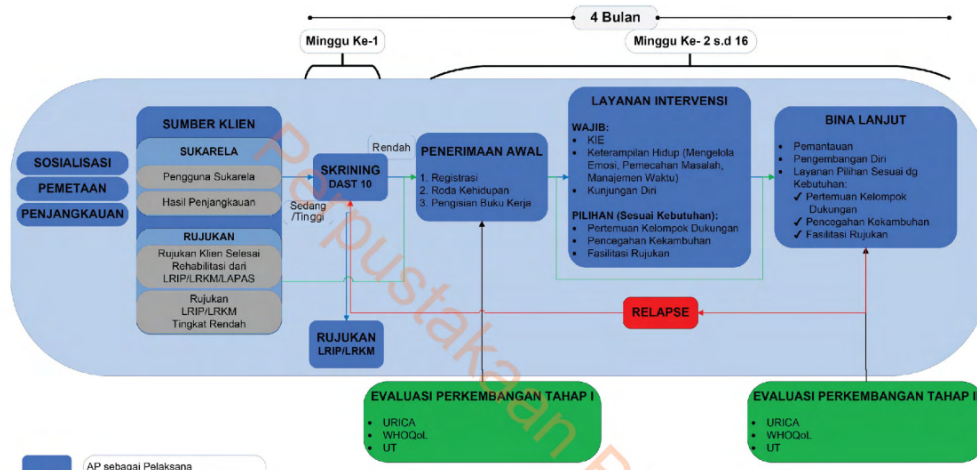 4 Bulan
Minggu Ke-1
Minggu Ke- 2 s.d 16
SOSIALISASI
PEMETAAN
PENJANGKAUAN
SUMBER KLIEN
SUKARELA
Pengguna Sukarela
Hasil Penjangkauan
RUJUKAN
Rujukan Klien Selesai
Rehabilitasi dari
LRIP/LRKM/LAPAS
Rujukan
LRIP/LRKM
Tingkat Rendah
SKRINING
DAST 10
Rendah
Sedang
/Tinggi
RUJUKAN
LRIP/LRKM
PENERIMAAN AWAL
1. Registrasi
2. Roda Kehidupan
3. Pengisian Buku Kerja
LAYANAN INTERVENSI
WAJIB:
• KIE
• Keterampilan Hidup (Mengelola
Emosi, Pemecahan Masalah,
Manajemen Waktu)
• Kunjungan Diri
PILIHAN (Sesuai Kebutuhan):
• Pertemuan Kelompok Dukungan
• Pencegahan Kekambuhan
• Fasilitasi Rujukan
BINA LANJUT
• Pemantauan
• Pengembangan Diri
• Layanan Pilihan Sesuai dg
Kebutuhan:
✓ Pertemuan Kelompok
Dukungan
✓ Pencegahan Kekambuhan
✓ Fasilitasi Rujukan
RELAPSE
EVALUASI PERKEMBANGAN TAHAP I
• URICA
• WHOQoL
• UT
EVALUASI PERKEMBANGAN TAHAP II
• URICA
• WHOQoL
• UT
AP sebagai Pelaksana
Perpustakaan